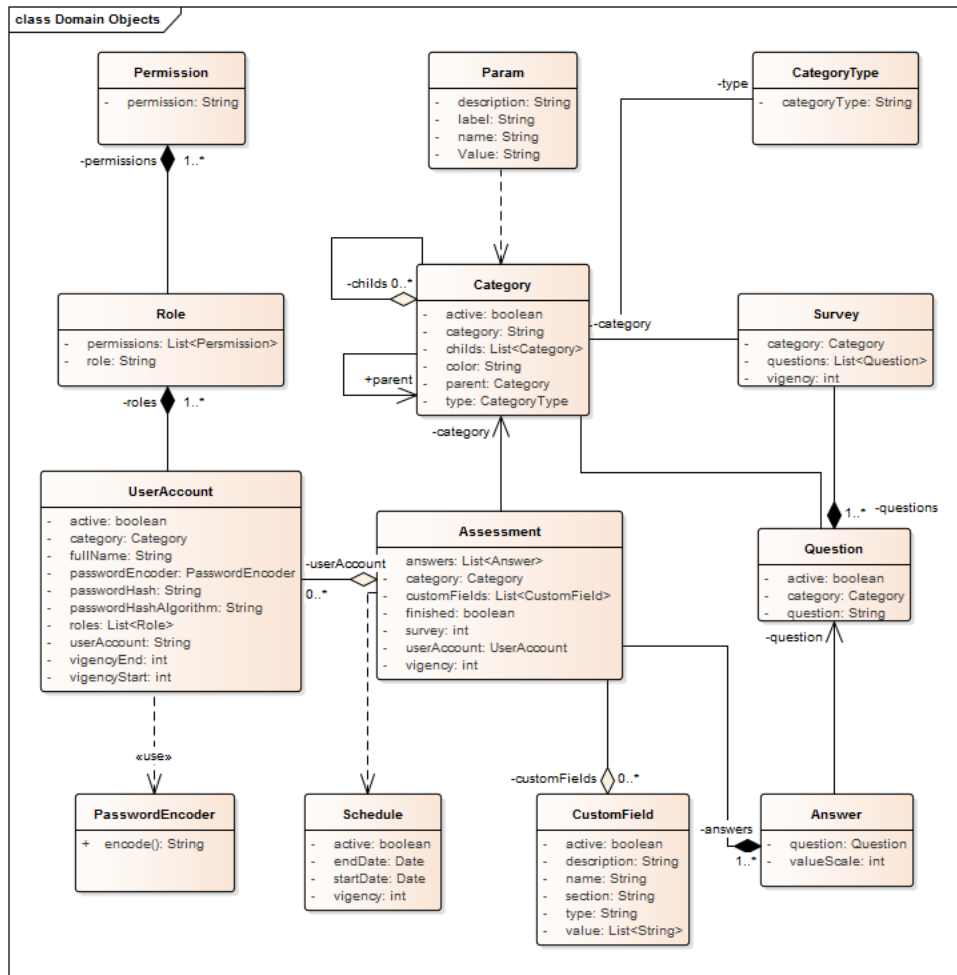 class Domain Objects
Permission
- permission: String
-permissions 1..*
Param
- description: String
- label: String
- name: String
- Value: String
CategoryType
- categoryType: String
-type
-childs 0..*
+parent
Category
- active: boolean
- category: String
- childs: List<Category>
- color: String
- parent: Category
- type: CategoryType
-category
Survey
- category: Category
- questions: List<Question>
- vigency: int
Role
- permissions: List<Persmission>
- role: String
-roles 1..*
-category
UserAccount
- active: boolean
- category: Category
- fullName: String
- passwordEncoder: PasswordEncoder
- passwordHash: String
- passwordHashAlgorithm: String
- roles: List<Role>
- userAccount: String
- vigencyEnd: int
- vigencyStart: int
-userAccount
0..*
Assessment
- answers: List<Answer>
- category: Category
- customFields: List<CustomField>
- finished: boolean
- survey: int
- userAccount: UserAccount
- vigency: int
1..* -questions
Question
- active: boolean
- category: Category
- question: String
-question
«use»
PasswordEncoder
+ encode(): String
Schedule
- active: boolean
- endDate: Date
- startDate: Date
- vigency: int
-customFields 0..*
CustomField
- active: boolean
- description: String
- name: String
- section: String
- type: String
- value: List<String>
-answers
1..*
Answer
- question: Question
- valueScale: int